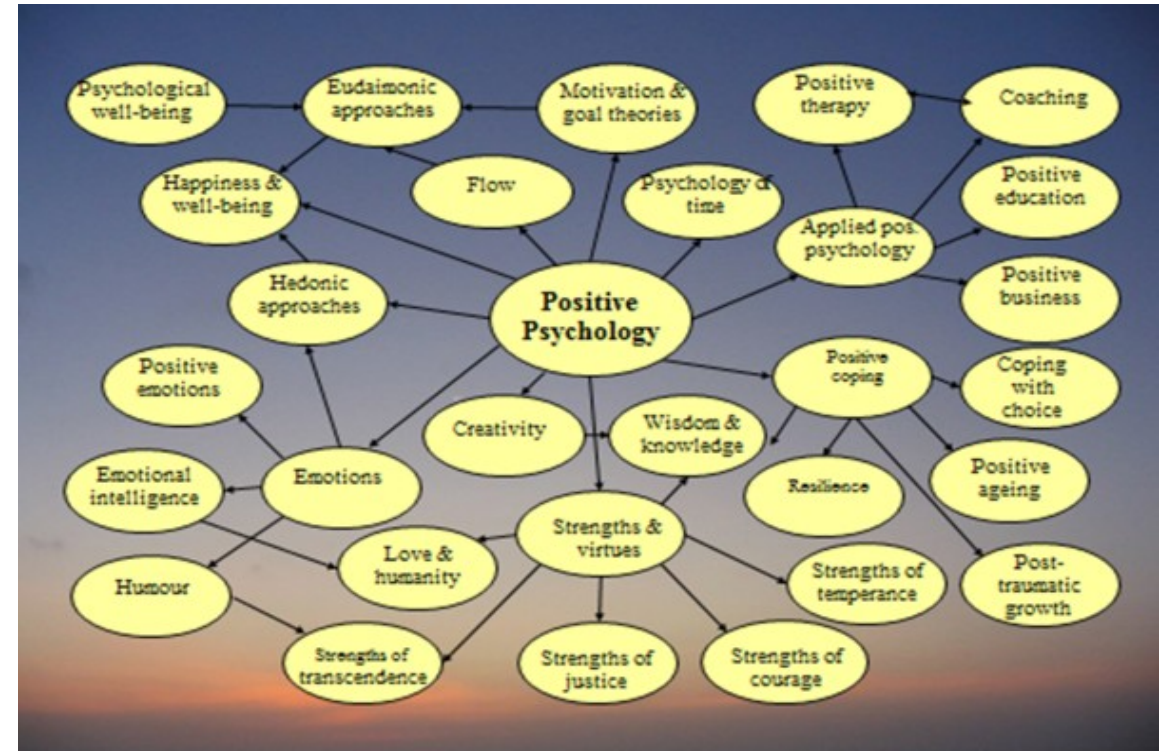 Psychological
well-being
Eudaimonic
approaches
Motivation &
goal theories
Positive
therapy
Coaching
Happiness &
well-being
Flow
Psychology of
time
Positive
education
Applied pos.
psychology
Hedonic
approaches
Positive
Psychology
Positive
business
Positive
emotions
Positive
coping
Coping
with
choice
Creativity
Wisdom &
knowledge
Emotional
intelligence
Emotions
Resilience
Positive
ageing
Strengths &
virtues
Love &
humanity
Humour
Strengths of
temperance
Post-
traumatic
growth
Strengths of
transcendence
Strengths of
justice
Strengths of
courage